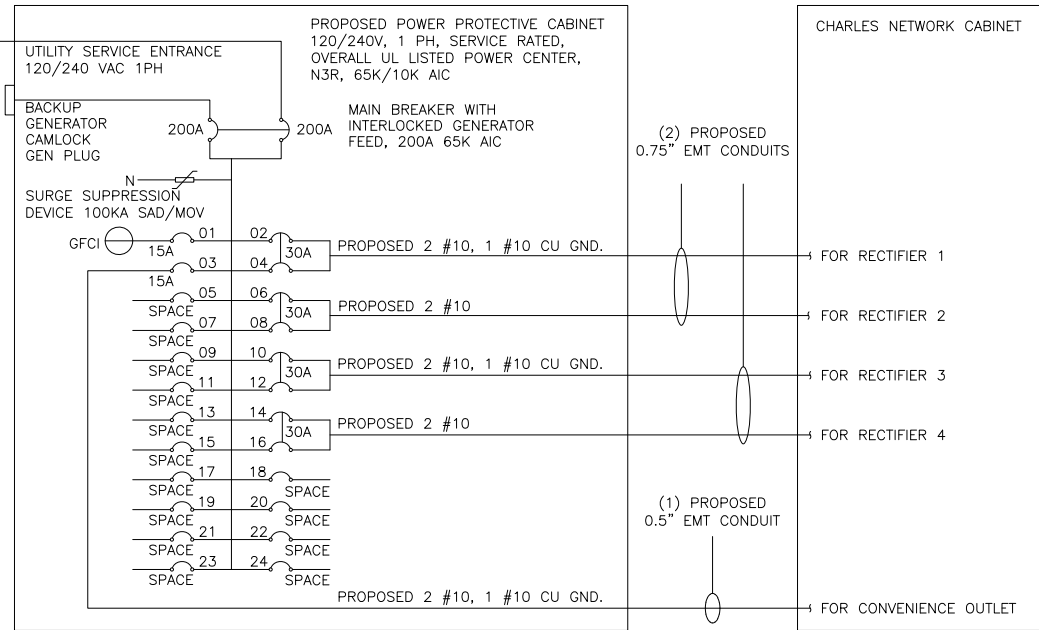 PROPOSED POWER PROTECTIVE CABINET
120/240V, 1 PH, SERVICE RATED,
OVERALL UL LISTED POWER CENTER,
N3R, 65K/10K AIC
CHARLES NETWORK CABINET
UTILITY SERVICE ENTRANCE
120/240 VAC 1PH
BACKUP
GENERATOR
CAMLOCK
GEN PLUG
200A
200A
MAIN BREAKER WITH
INTERLOCKED GENERATOR
FEED, 200A 65K AIC
(2) PROPOSED
0.75" EMT CONDUITS
N
SURGE SUPPRESSION
DEVICE 100KA SAD/MOV
GFCI
01
02
15A
30A
PROPOSED 2 #10, 1 #10 CU GND.
FOR RECTIFIER 1
03
04
15A
05
06
SPACE
30A
PROPOSED 2 #10
FOR RECTIFIER 2
07
08
SPACE
09
10
SPACE
30A
PROPOSED 2 #10, 1 #10 CU GND.
FOR RECTIFIER 3
11
12
SPACE
13
14
SPACE
30A
PROPOSED 2 #10
FOR RECTIFIER 4
15
16
SPACE
17
18
SPACE
SPACE
19
20
SPACE
SPACE
21
22
SPACE
SPACE
23
24
SPACE
SPACE
(1) PROPOSED
0.5" EMT CONDUIT
PROPOSED 2 #10, 1 #10 CU GND.
FOR CONVENIENCE OUTLET